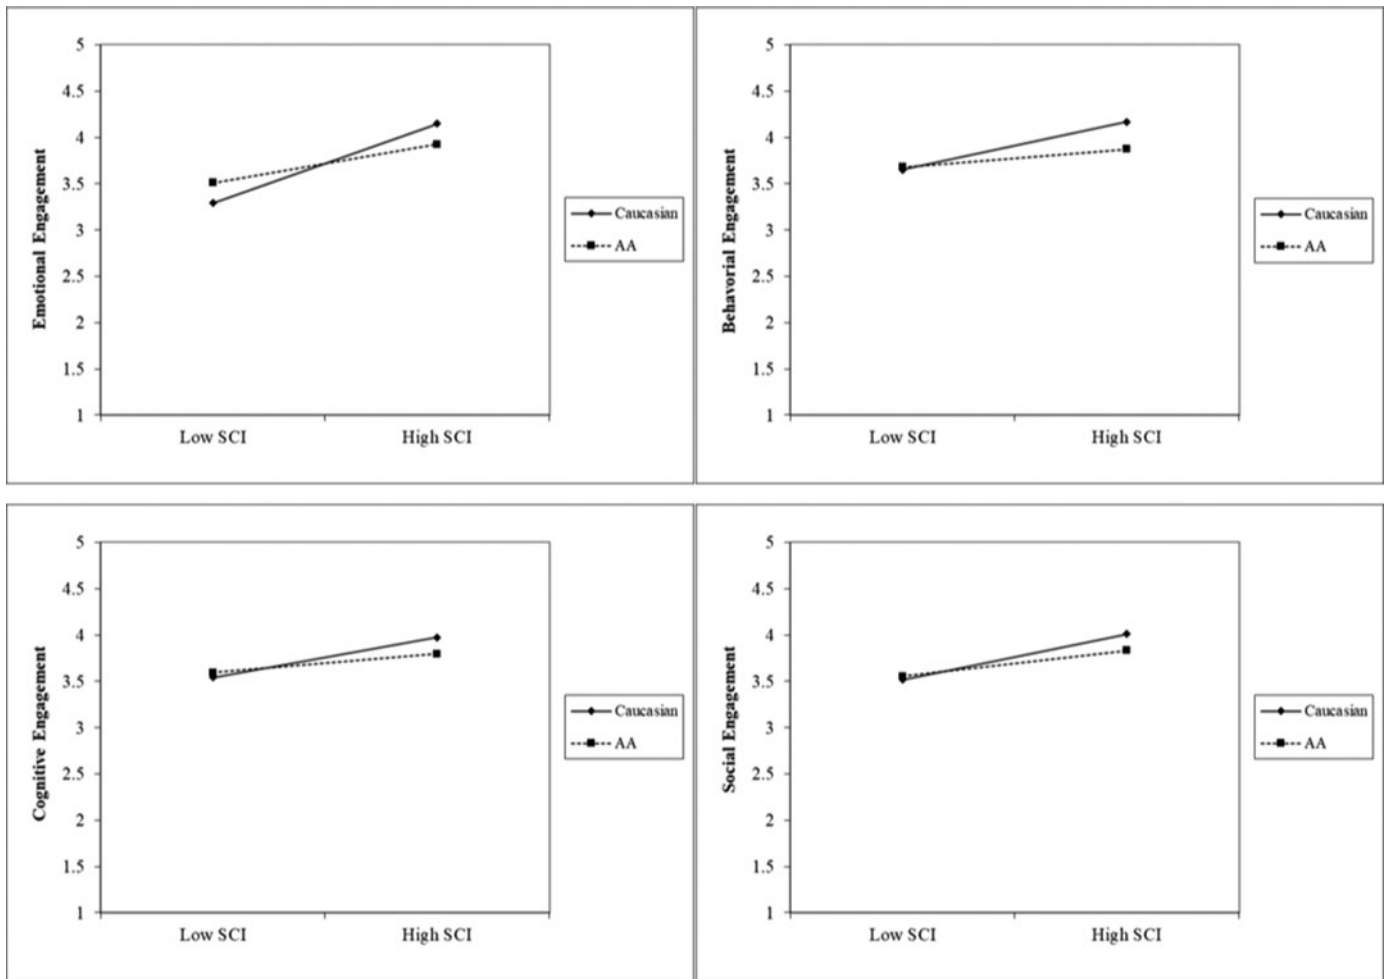 Emotional Engagement
5
4.5
4
3.5
3
2.5
2
1.5
1
Low SCI
High SCI
Caucasian
AA
Behavorial Engagement
5
4.5
4
3.5
3
2.5
2
1.5
1
Low SCI
High SCI
Caucasian
AA
Cognitive Engagement
5
4.5
4
3.5
3
2.5
2
1.5
1
Low SCI
High SCI
Caucasian
AA
Social Engagement
5
4.5
4
3.5
3
2.5
2
1.5
1
Low SCI
High SCI
Caucasian
AA